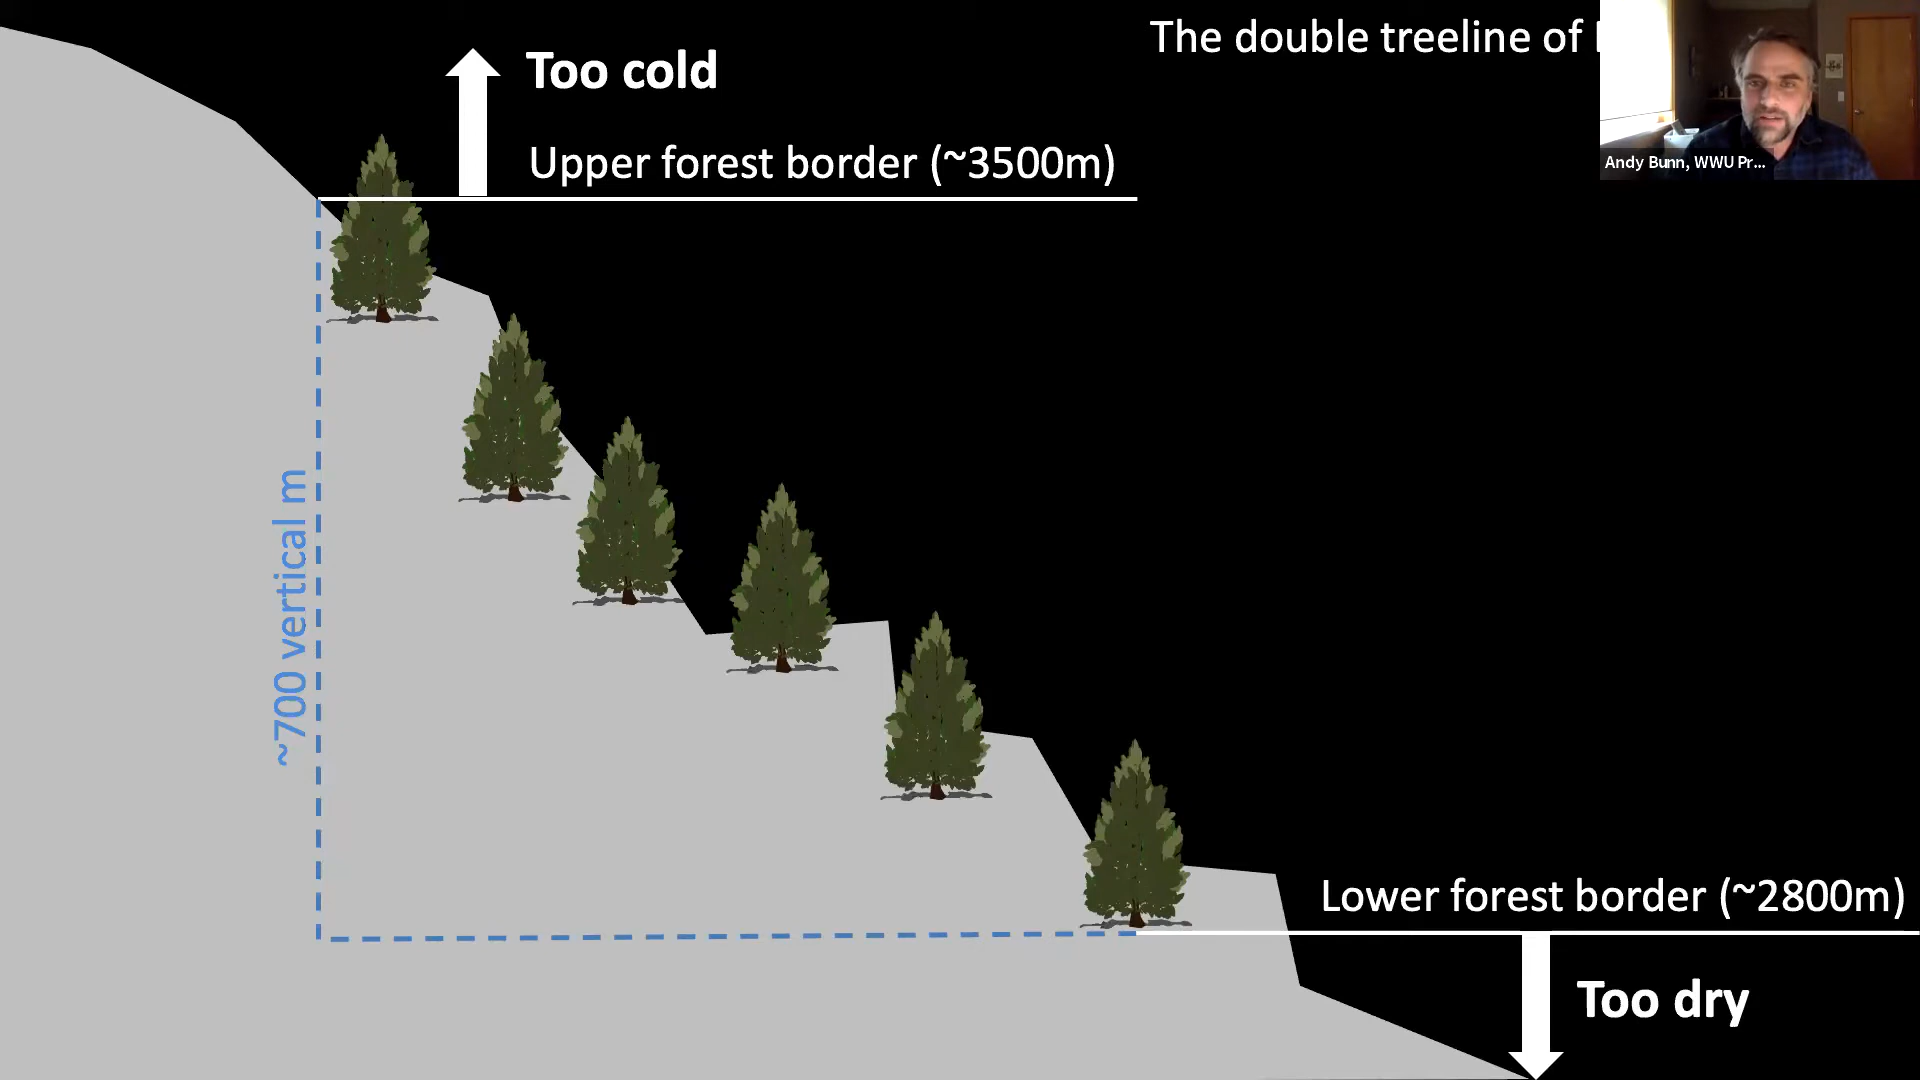 The double treeline of
Too cold
Upper forest border (~3500m)
Andy Bunn, WWU Pr...
~700 vertical m
Lower forest border (~2800m)
Too dry